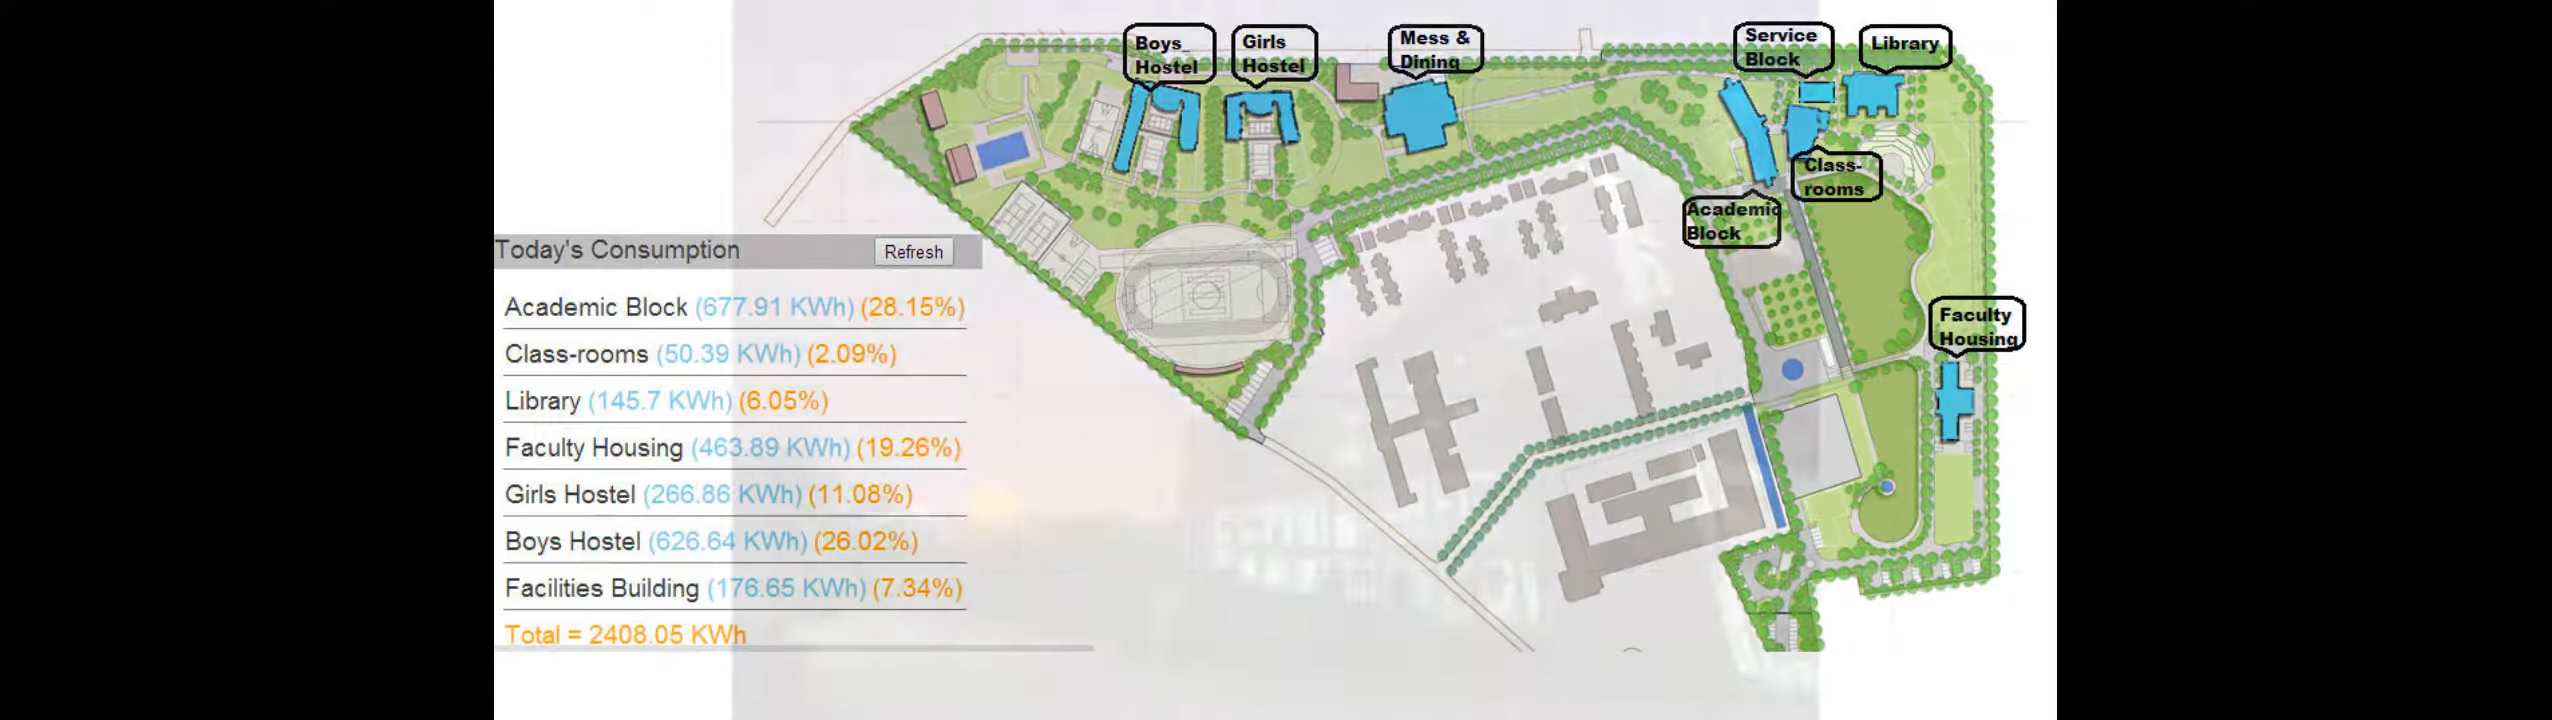 Boys
Hostel
Girls
Hostel
Mess &
Dining
Service
Block
Library
Class-
rooms
Academic
Block
Faculty
Housing
Today's Consumption
Refresh
Academic Block (677.91 KWh) (28.15%)
Class-rooms (50.39 KWh) (2.09%)
Library (145.7 KWh) (6.05%)
Faculty Housing (463.89 KWh) (19.26%)
Girls Hostel (266.86 KWh) (11.08%)
Boys Hostel (626.64 KWh) (26.02%)
Facilities Building (176.65 KWh) (7.34%)
Total = 2408.05 KWh